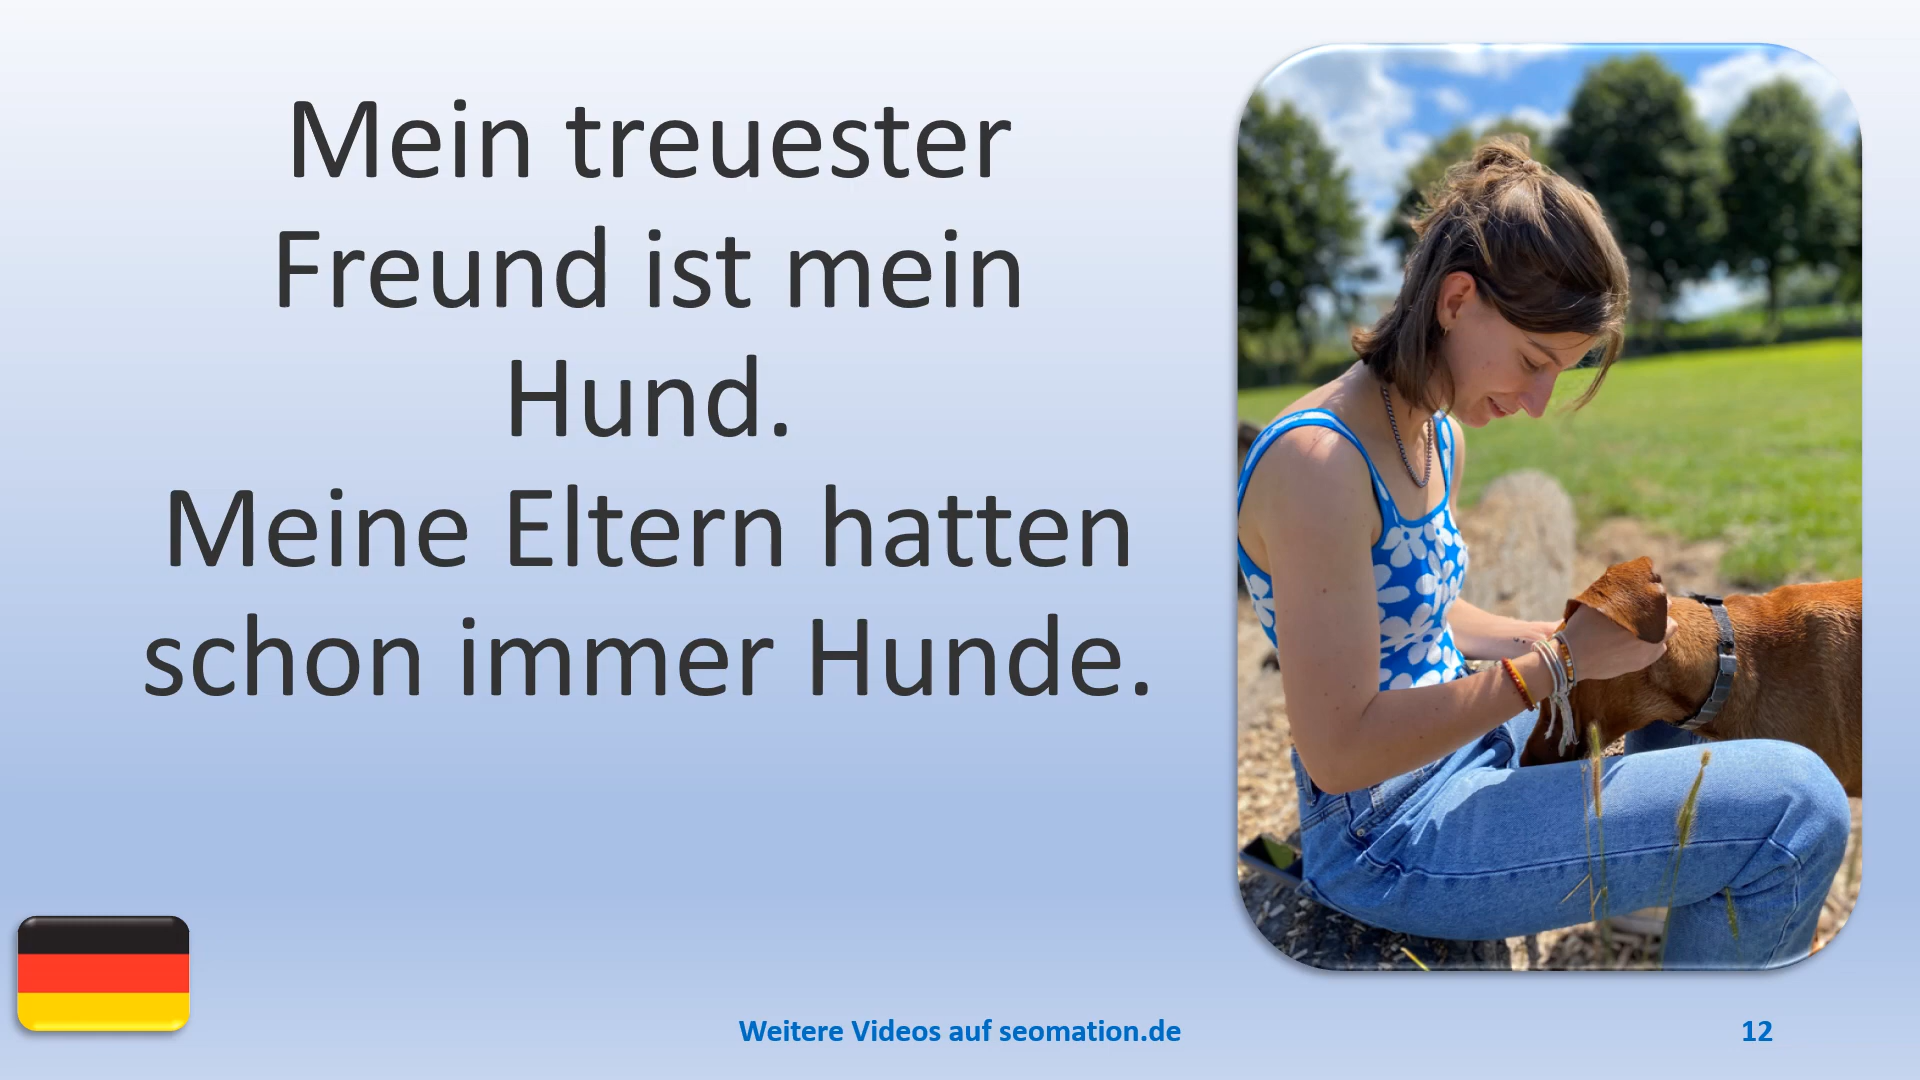 Mein treuester
Freund ist mein
Hund.
Meine Eltern hatten
schon immer Hunde.
Weitere Videos auf seomation.de
12